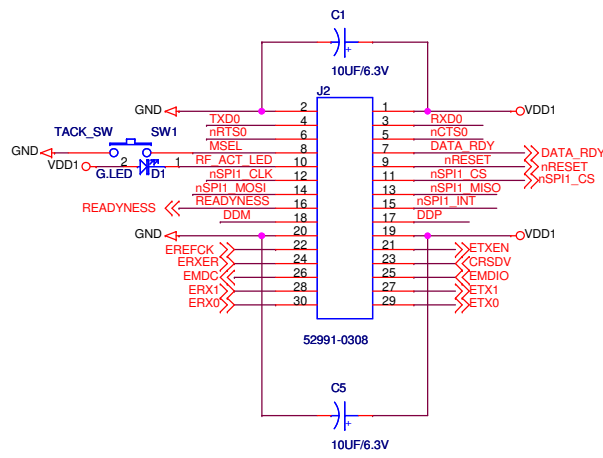 C1
10UF/6.3V
J2
GND 2 1 VDD1
TXD0 4 3 RXD0
TACK_SW SW1 nRTS0 6 5 nCTS0
GND MSEL 8 7 DATA_RDY DATA_RDY
VDD1 2 G.LED D1 1 RF_ACT_LED 10 9 nRESET nRESET
nSPI1_CLK 12 11 nSPI1_CS nSPI1_CS
nSPI1_MOSI 14 13 nSPI1_MISO
READYNESS READYNESS 16 15 nSPI1_INT
DDM 18 17 DDP
GND 20 19 VDD1
EREFCK 22 21 ETXEN
ERXER 24 23 CRSDV
EMDC 26 25 EMDIO
ERX1 28 27 ETX1
ERX0 30 29 ETX0
52991-0308
C5
10UF/6.3V